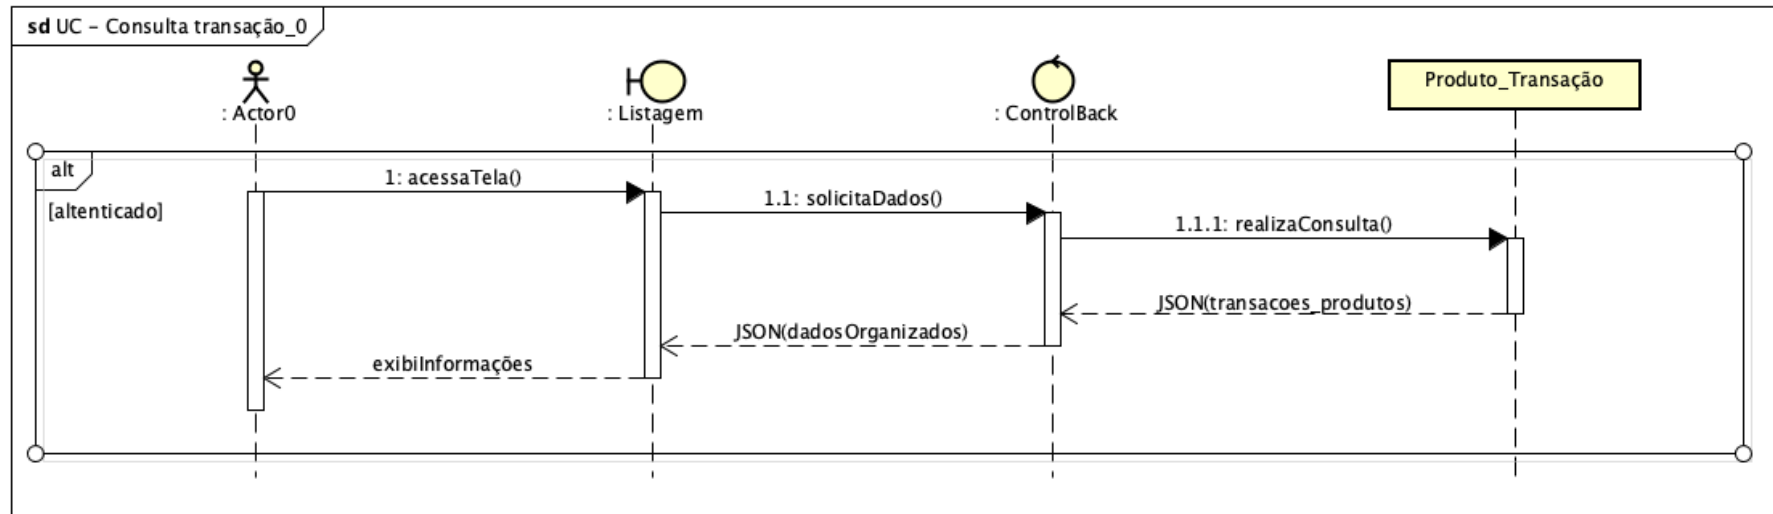 sd UC – Consulta transação_0
: Actor0
: Listagem
: ControlBack
Produto_Transação
alt
[altenticado]
1: acessaTela()
1.1: solicitaDados()
1.1.1: realizaConsulta()
JSON(transacoes_produtos)
JSON(dadosOrganizados)
exibiInformações